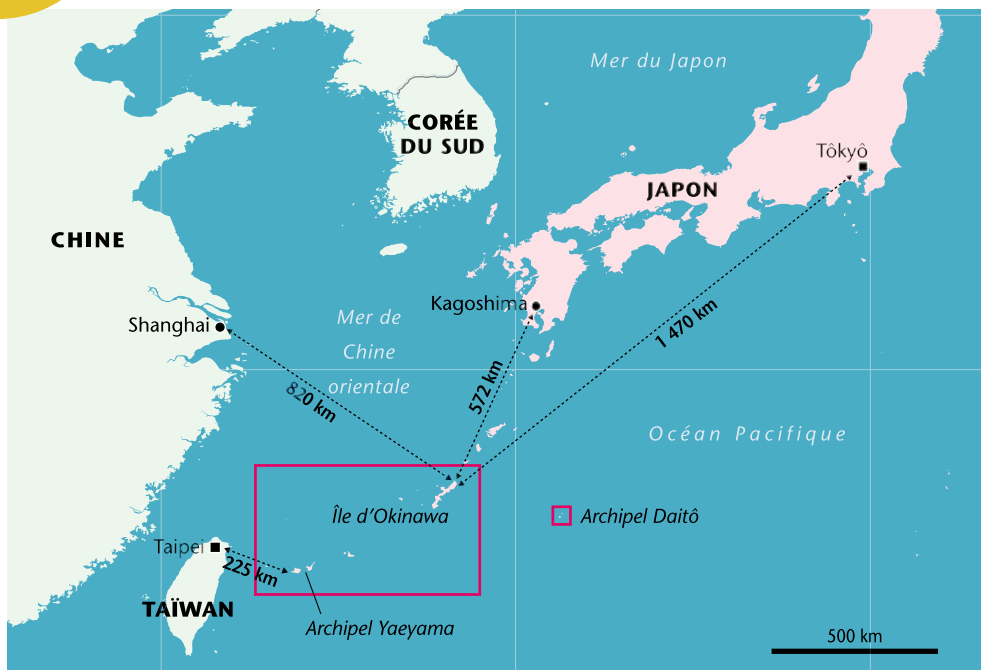 Mer du Japon
CORÉE
DU SUD
Tôkyô
JAPON
CHINE
Kagoshima
Shanghai
Mer de
Chine
orientale
1 470 km
572 km
820 km
Océan Pacifique
Île d'Okinawa
Archipel Daitô
Taipei
225 km
TAÏWAN
Archipel Yaeyama
500 km